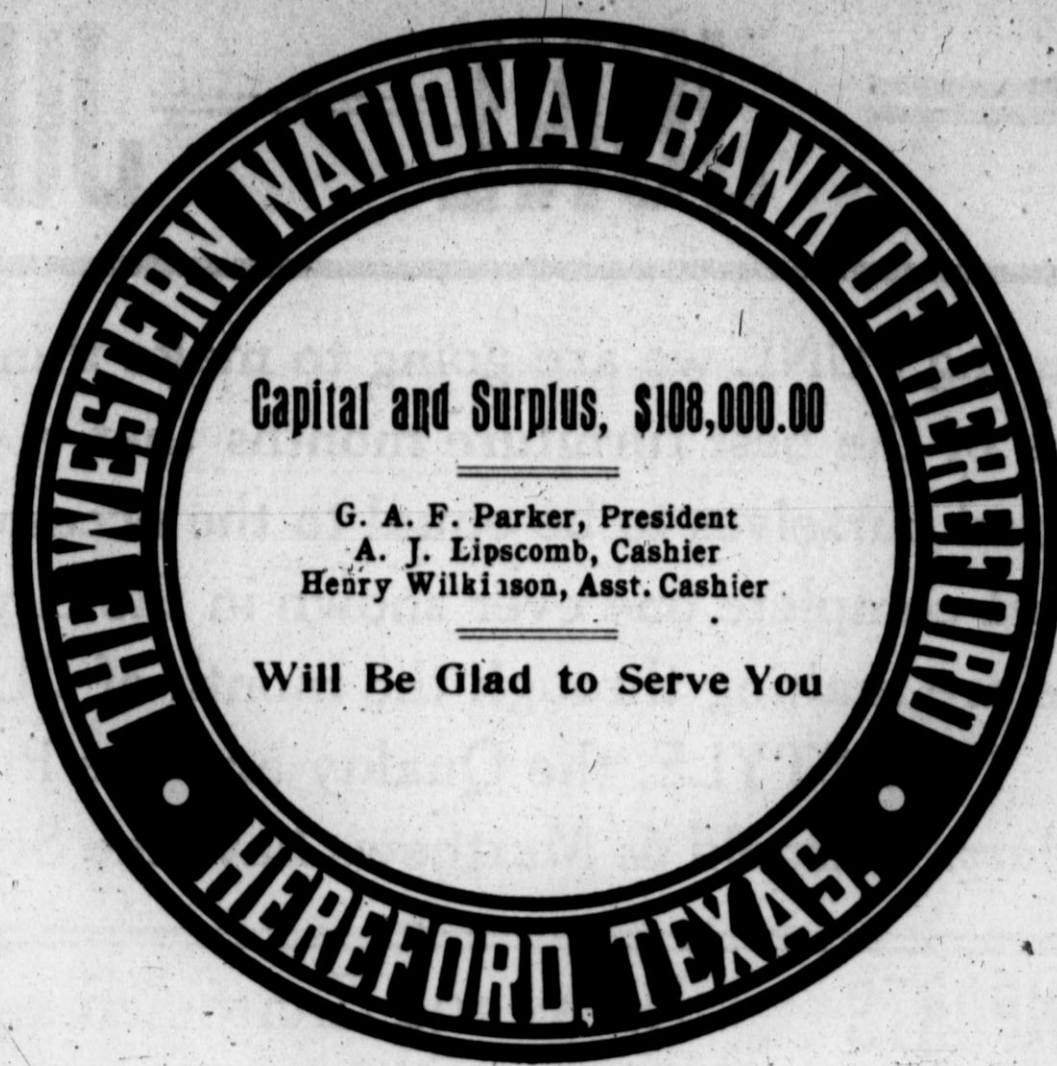 THE WESTERN NATIONAL BANK OF HEREFORD
Capital and Surplus, $108,000.00
G. A. F. Parker, President
A. J. Lipscomb, Cashier
Henry Wilkinson, Asst. Cashier
Will Be Glad to Serve You
HEREFORD, TEXAS.